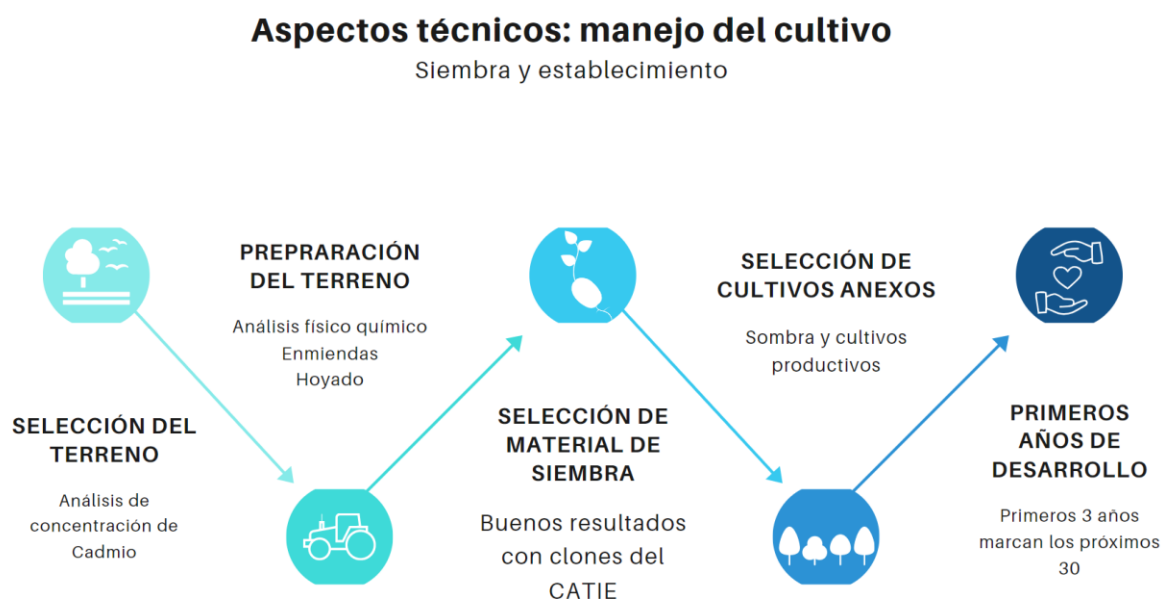 Aspectos técnicos: manejo del cultivo
Siembra y establecimiento
SELECCIÓN DEL
TERRENO
Análisis de
concentración de
Cadmio
PREPRARACIÓN
DEL TERRENO
Análisis físico químico
Enmiendas
Hoyado
SELECCIÓN DE
MATERIAL DE
SIEMBRA
Buenos resultados
con clones del
CATIE
SELECCIÓN DE
CULTIVOS ANEXOS
Sombra y cultivos
productivos
PRIMEROS
AÑOS DE
DESARROLLO
Primeros 3 años
marcan los próximos
30